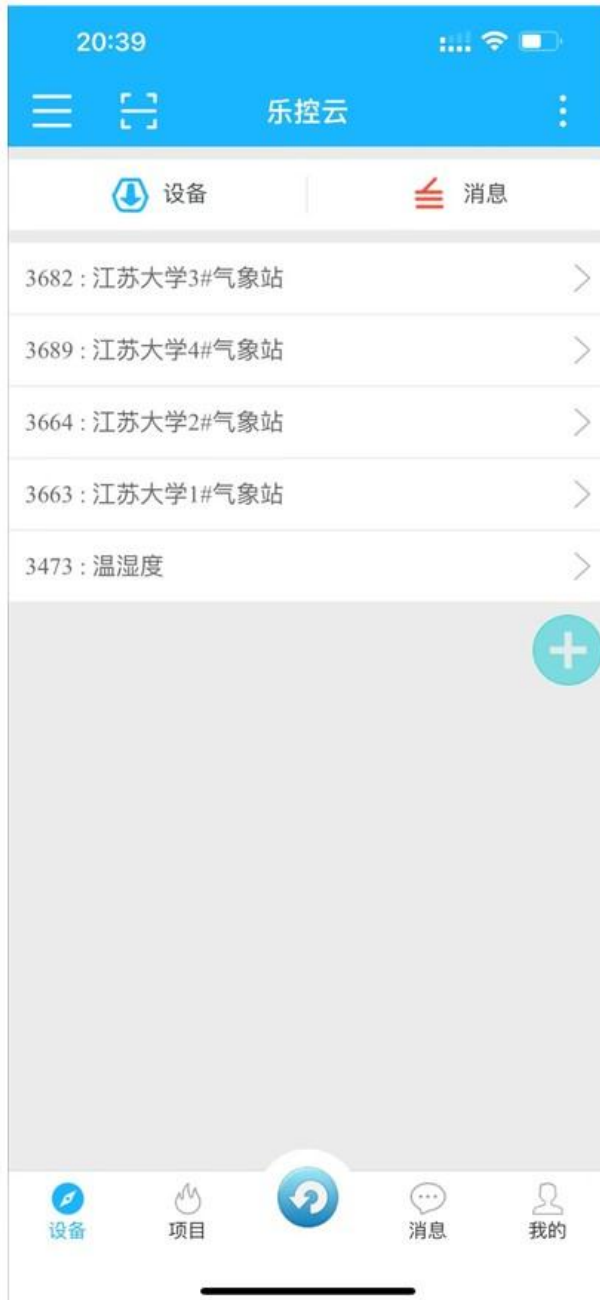 20:39
乐控云
设备 消息
3682 : 江苏大学3#气象站
3689 : 江苏大学4#气象站
3664 : 江苏大学2#气象站
3663 : 江苏大学1#气象站
3473 : 温湿度
设备 项目 消息 我的